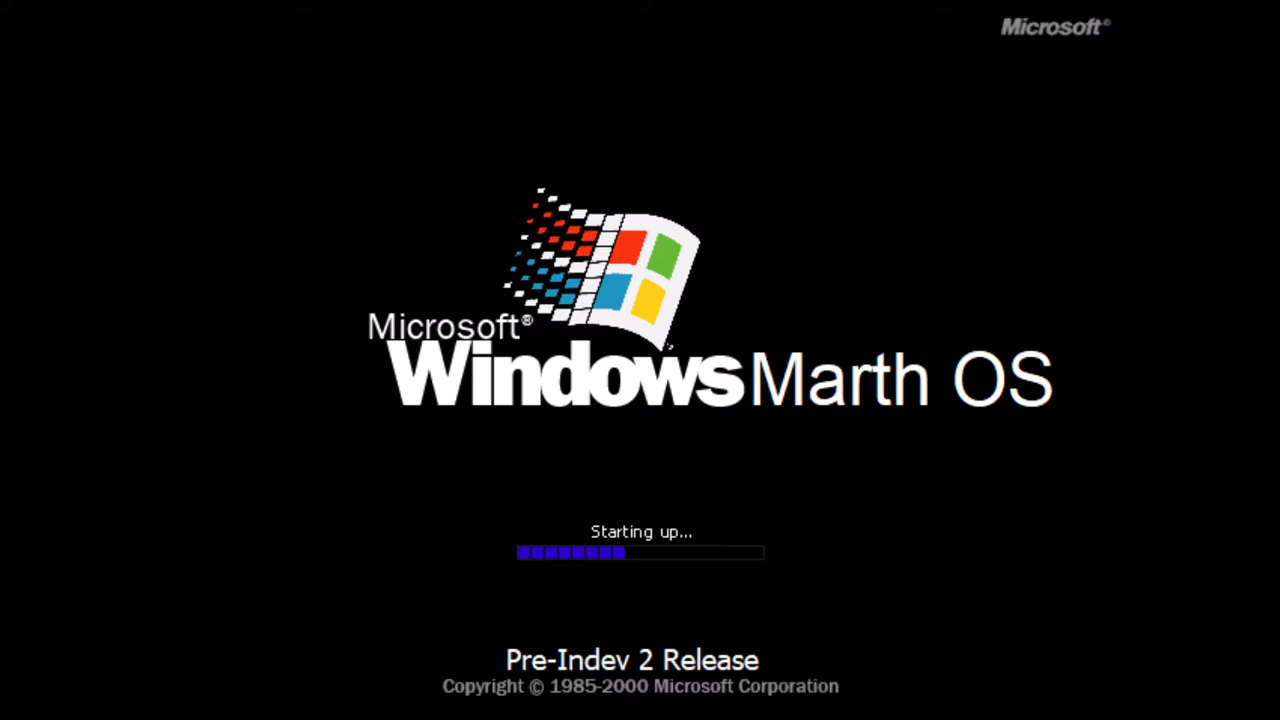 Microsoft®
Microsoft®
Windows Marth OS
Starting up...
Pre-Indev 2 Release
Copyright © 1985-2000 Microsoft Corporation